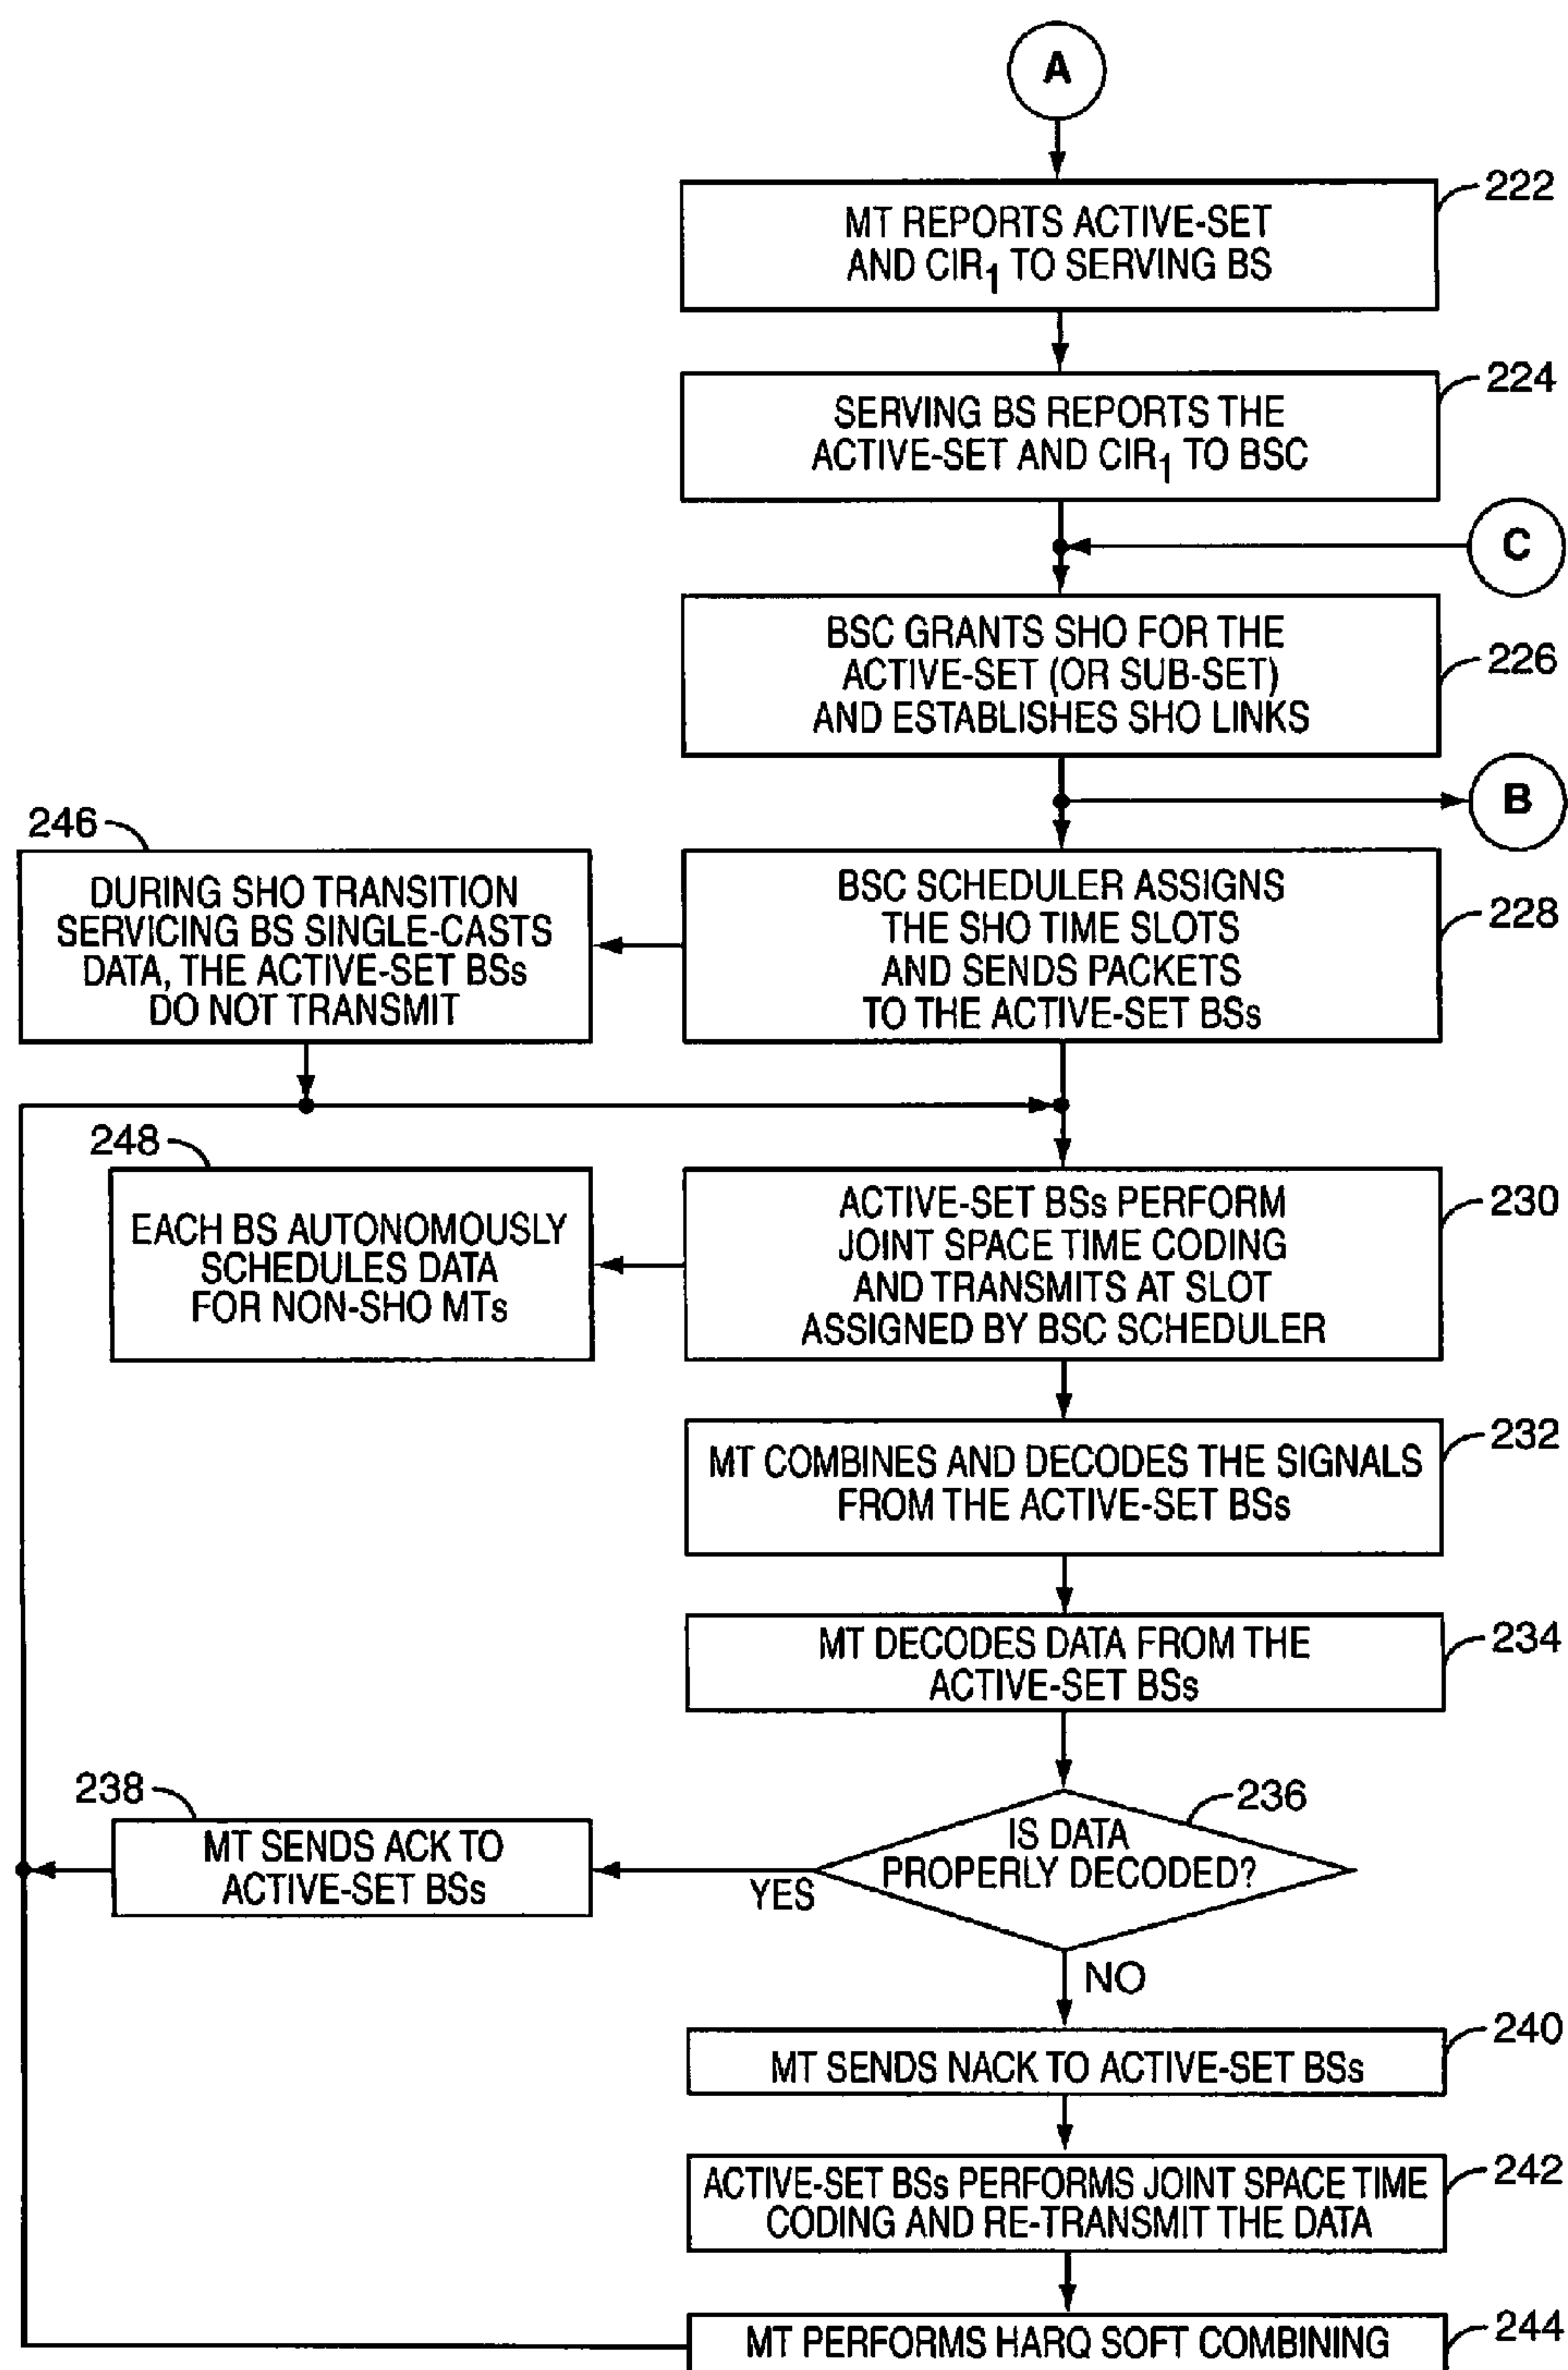 A
MT REPORTS ACTIVE-SET
AND CIR1 TO SERVING BS
222
SERVING BS REPORTS THE
ACTIVE-SET AND CIR1 TO BSC
224
C
BSC GRANTS SHO FOR THE
ACTIVE-SET (OR SUB-SET)
AND ESTABLISHES SHO LINKS
226
B
246
DURING SHO TRANSITION
SERVICING BS SINGLE-CASTS
DATA, THE ACTIVE-SET BSs
DO NOT TRANSMIT
BSC SCHEDULER ASSIGNS
THE SHO TIME SLOTS
AND SENDS PACKETS
TO THE ACTIVE-SET BSs
228
248
EACH BS AUTONOMOUSLY
SCHEDULES DATA
FOR NON-SHO MTs
ACTIVE-SET BSs PERFORM
JOINT SPACE TIME CODING
AND TRANSMITS AT SLOT
ASSIGNED BY BSC SCHEDULER
230
MT COMBINES AND DECODES THE SIGNALS
FROM THE ACTIVE-SET BSs
232
MT DECODES DATA FROM THE
ACTIVE-SET BSs
234
238
MT SENDS ACK TO
ACTIVE-SET BSs
YES
IS DATA
PROPERLY DECODED?
236
NO
MT SENDS NACK TO ACTIVE-SET BSs
240
ACTIVE-SET BSs PERFORMS JOINT SPACE TIME
CODING AND RE-TRANSMIT THE DATA
242
MT PERFORMS HARQ SOFT COMBINING
244